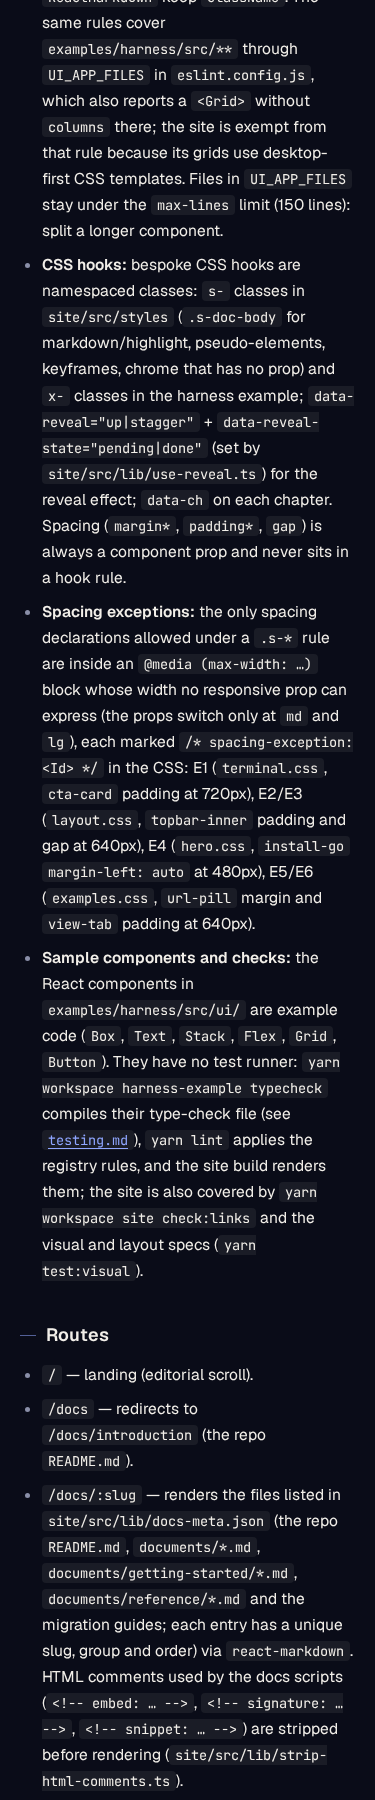 same rules cover
examples/harness/src/** through
UI_APP_FILES in eslint.config.js,
which also reports a <Grid> without
columns there; the site is exempt from
that rule because its grids use desktop-
first CSS templates. Files in UI_APP_FILES
stay under the max-lines limit (150 lines):
split a longer component.
• CSS hooks: bespoke CSS hooks are
namespaced classes: s- classes in
site/src/styles (.s-doc-body for
markdown/highlight, pseudo-elements,
keyframes, chrome that has no prop) and
x- classes in the harness example; data-
reveal="up|stagger" + data-reveal-
state="pending|done" (set by
site/src/lib/use-reveal.ts) for the
reveal effect; data-ch on each chapter.
Spacing (margin*, padding*, gap) is
always a component prop and never sits in
a hook rule.
• Spacing exceptions: the only spacing
declarations allowed under a .s-* rule
are inside an @media (max-width: …)
block whose width no responsive prop can
express (the props switch only at md and
lg), each marked /* spacing-exception:
<Id> */ in the CSS: E1 (terminal.css,
cta-card padding at 720px), E2/E3
(layout.css, topbar-inner padding and
gap at 640px), E4 (hero.css, install-go
margin-left: auto at 480px), E5/E6
(examples.css, url-pill margin and
view-tab padding at 640px).
• Sample components and checks: the
React components in
examples/harness/src/ui/ are example
code (Box, Text, Stack, Flex, Grid,
Button). They have no test runner: yarn
workspace harness-example typecheck
compiles their type-check file (see
testing.md), yarn lint applies the
registry rules, and the site build renders
them; the site is also covered by yarn
workspace site check:links and the
visual and layout specs (yarn
test:visual).
— Routes
• / — landing (editorial scroll).
• /docs — redirects to
/docs/introduction (the repo
README.md).
• /docs/:slug — renders the files listed in
site/src/lib/docs-meta.json (the repo
README.md, documents/*.md,
documents/getting-started/*.md,
documents/reference/*.md and the
migration guides; each entry has a unique
slug, group and order) via react-markdown.
HTML comments used by the docs scripts
(<!-- embed: … -->, <!-- signature: …
-->, <!-- snippet: … -->) are stripped
before rendering (site/src/lib/strip-
html-comments.ts).